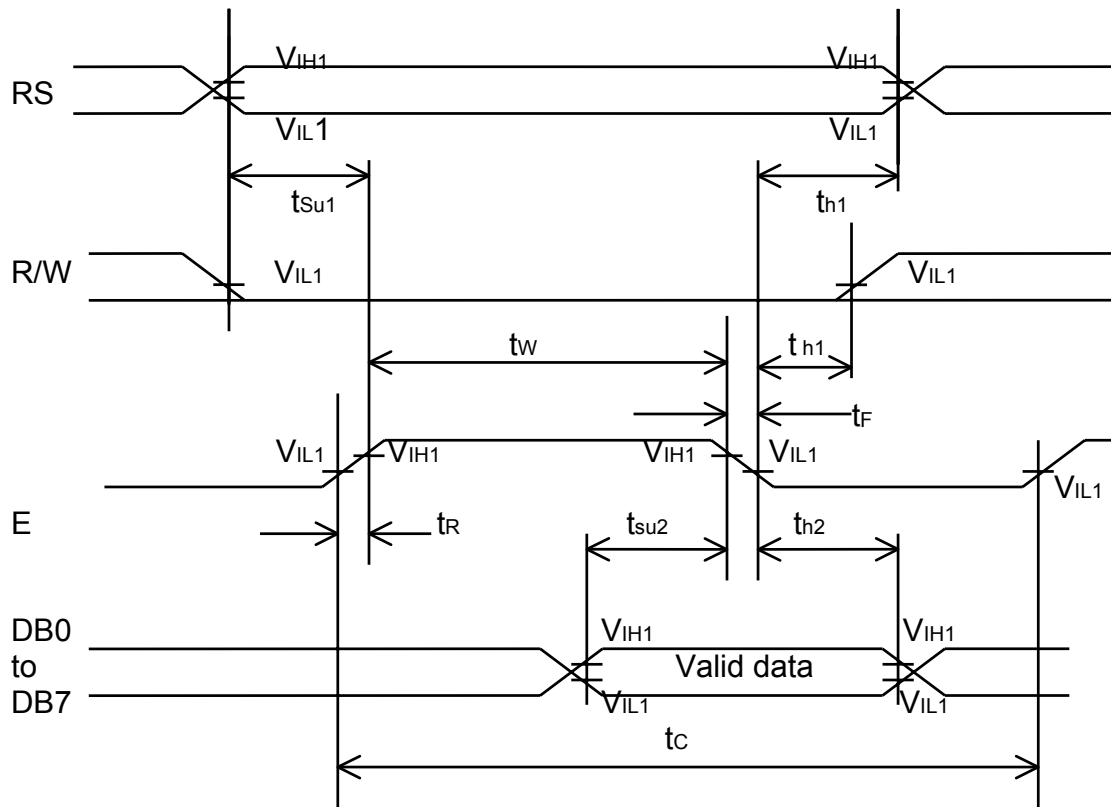 VIH1 VIH1
RS
VIL1 VIL1
tSu1 th1
R/W VIL1 VIL1
tW th1
tF
VIL1 VIH1 VIH1 VIL1
VIL1
E tR tsu2 th2
DB0 VIH1 VIH1
to Valid data
DB7 VIL1 VIL1
tC